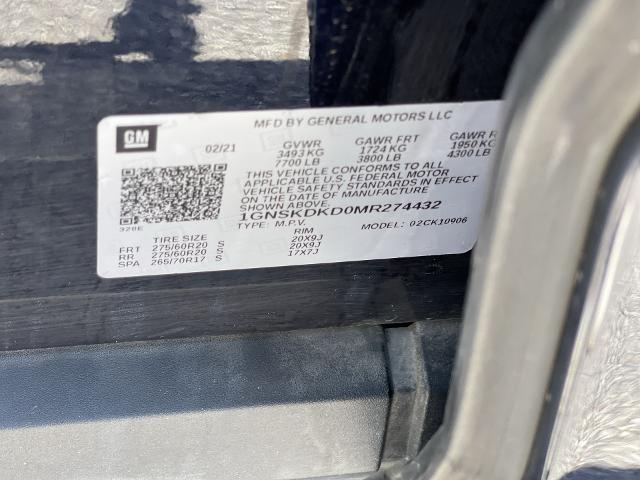 GM
MFD BY GENERAL MOTORS LLC
02/21 GVWR GAWR FRT GAWR
3493 KG 1724 KG 1950 KG
7700 LB 3800 LB 4300 LB
THIS VEHICLE CONFORMS TO ALL
APPLICABLE U.S. FEDERAL MOTOR
VEHICLE SAFETY STANDARDS IN EFFECT
ON THE DATE OF MANUFACTURE
SHOWN ABOVE.
1GNSKDKD0MR274432
320E
TYPE: M.P.V. MODEL: 02CK10906
TIRE SIZE RIM
FRT 275/60R20 S 20X9J
RR 275/60R20 S 20X9J
SPA 265/70R17 S 17X7J